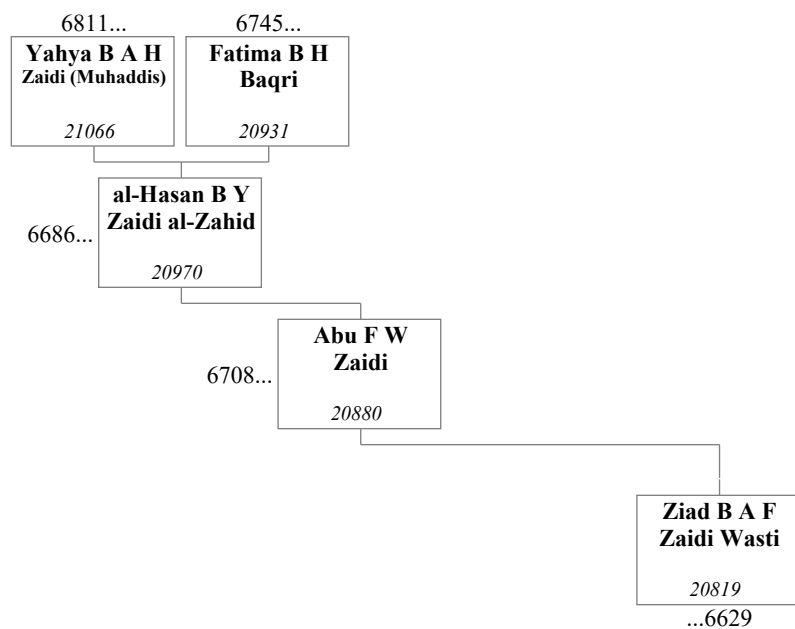 6811...
Yahya B A H
Zaidi (Muhaddis)
21066
6745...
Fatima B H
Baqri
20931
6686...
al-Hasan B Y
Zaidi al-Zahid
20970
6708...
Abu F W
Zaidi
20880
Ziad B A F
Zaidi Wasti
20819
...6629